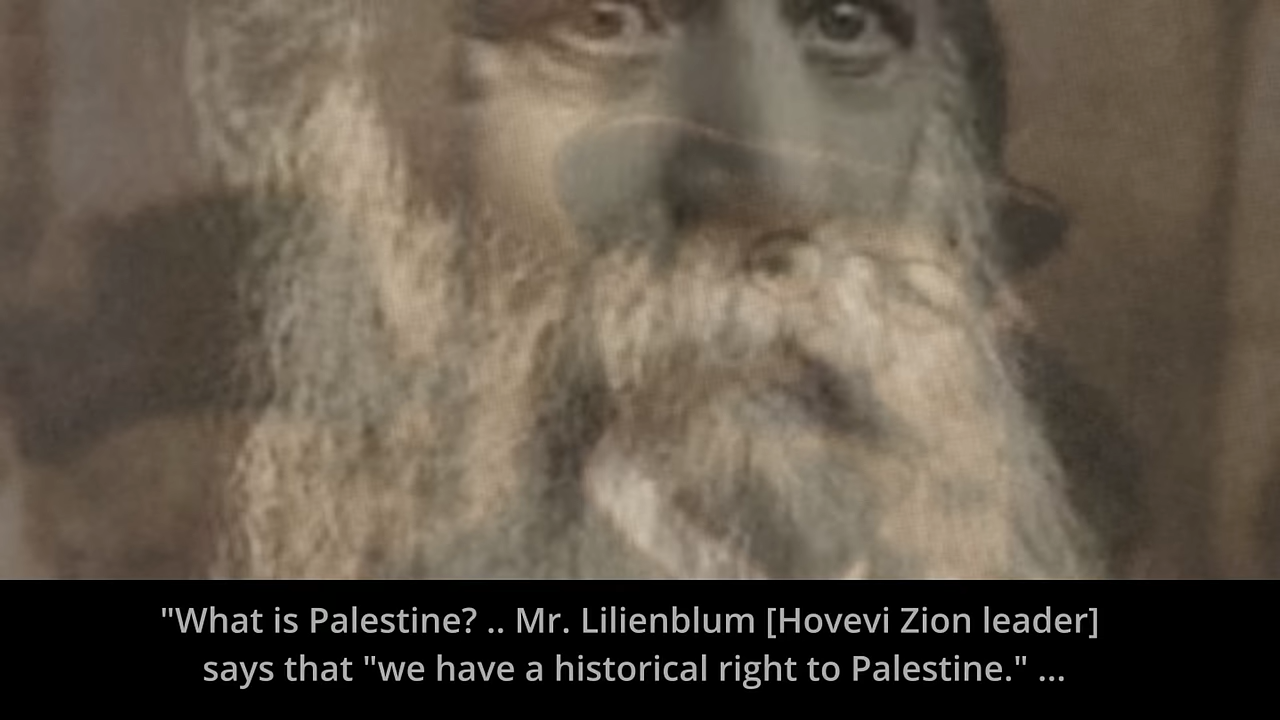 "What is Palestine? .. Mr. Lilienblum [Hovevi Zion leader]
says that "we have a historical right to Palestine." ...